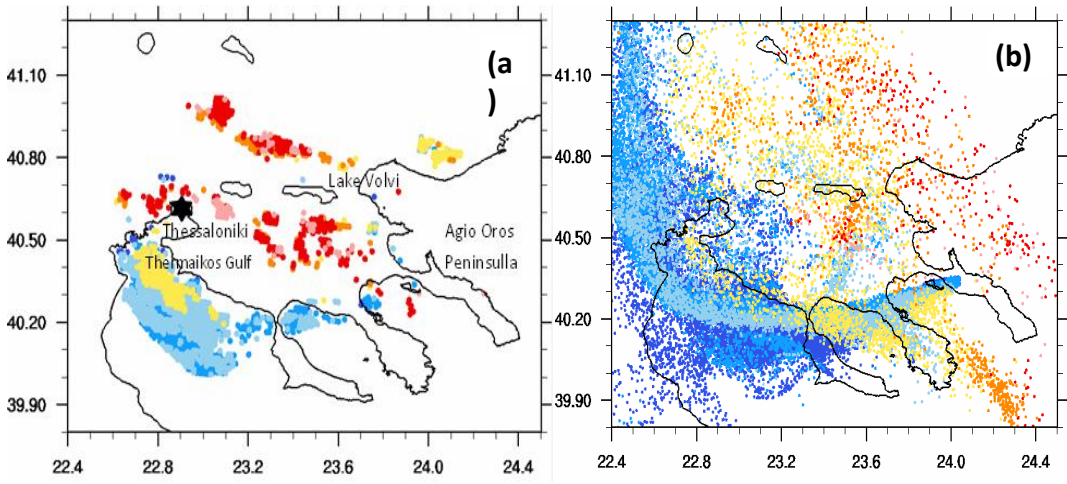 (a
)
41.10
40.80
40.50
40.20
39.90
22.4 22.8 23.2 23.6 24.0 24.4
Lake Volvi
Thessaloniki
Thermaikos Gulf
Agio Oros
Peninsulla
(b)
41.10
40.80
40.50
40.20
39.90
22.4 22.8 23.2 23.6 24.0 24.4